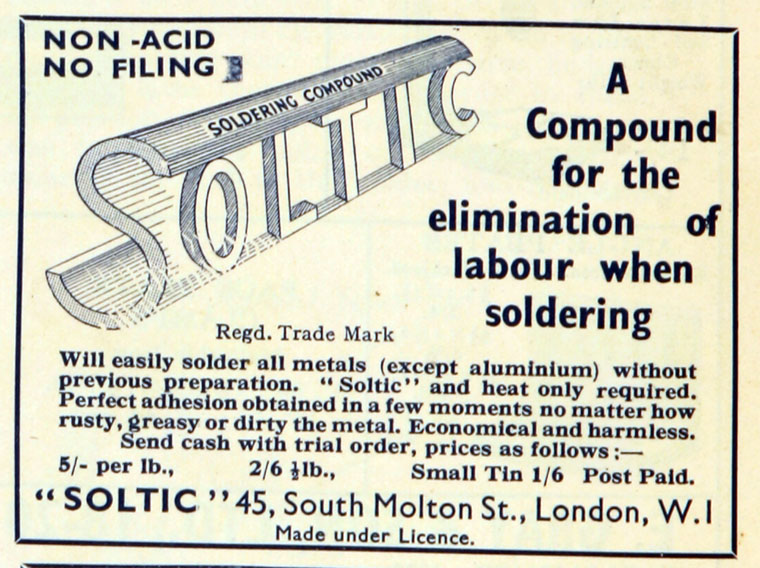 NON-ACID
NO FILING
SOLDERING COMPOUND
SOLTIC
A
Compound
for the
elimination of
labour when
soldering
Regd. Trade Mark
Will easily solder all metals (except aluminium) without
previous preparation. "Soltic" and heat only required.
Perfect adhesion obtained in a few moments no matter how
rusty, greasy or dirty the metal. Economical and harmless.
Send cash with trial order, prices as follows:—
5/- per lb., 2/6 ½lb., Small Tin 1/6 Post Paid.
"SOLTIC" 45, South Molton St., London, W.1
Made under Licence.